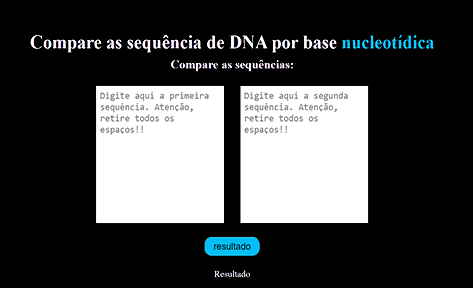 Compare as sequência de DNA por base nucleotídica
Compare as sequências:
Digite aqui a primeira
sequência. Atenção,
retire todos os
espaços!!
Digite aqui a segunda
sequência. Atenção,
retire todos os
espaços!!
resultado
Resultado